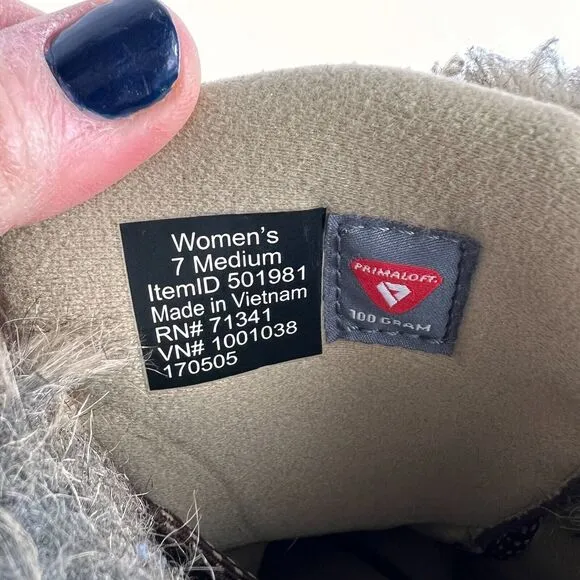 Women's
7 Medium
ItemID 501981
Made in Vietnam
RN# 71341
VN# 1001038
170505
PRIMALOFT
100 GRAM